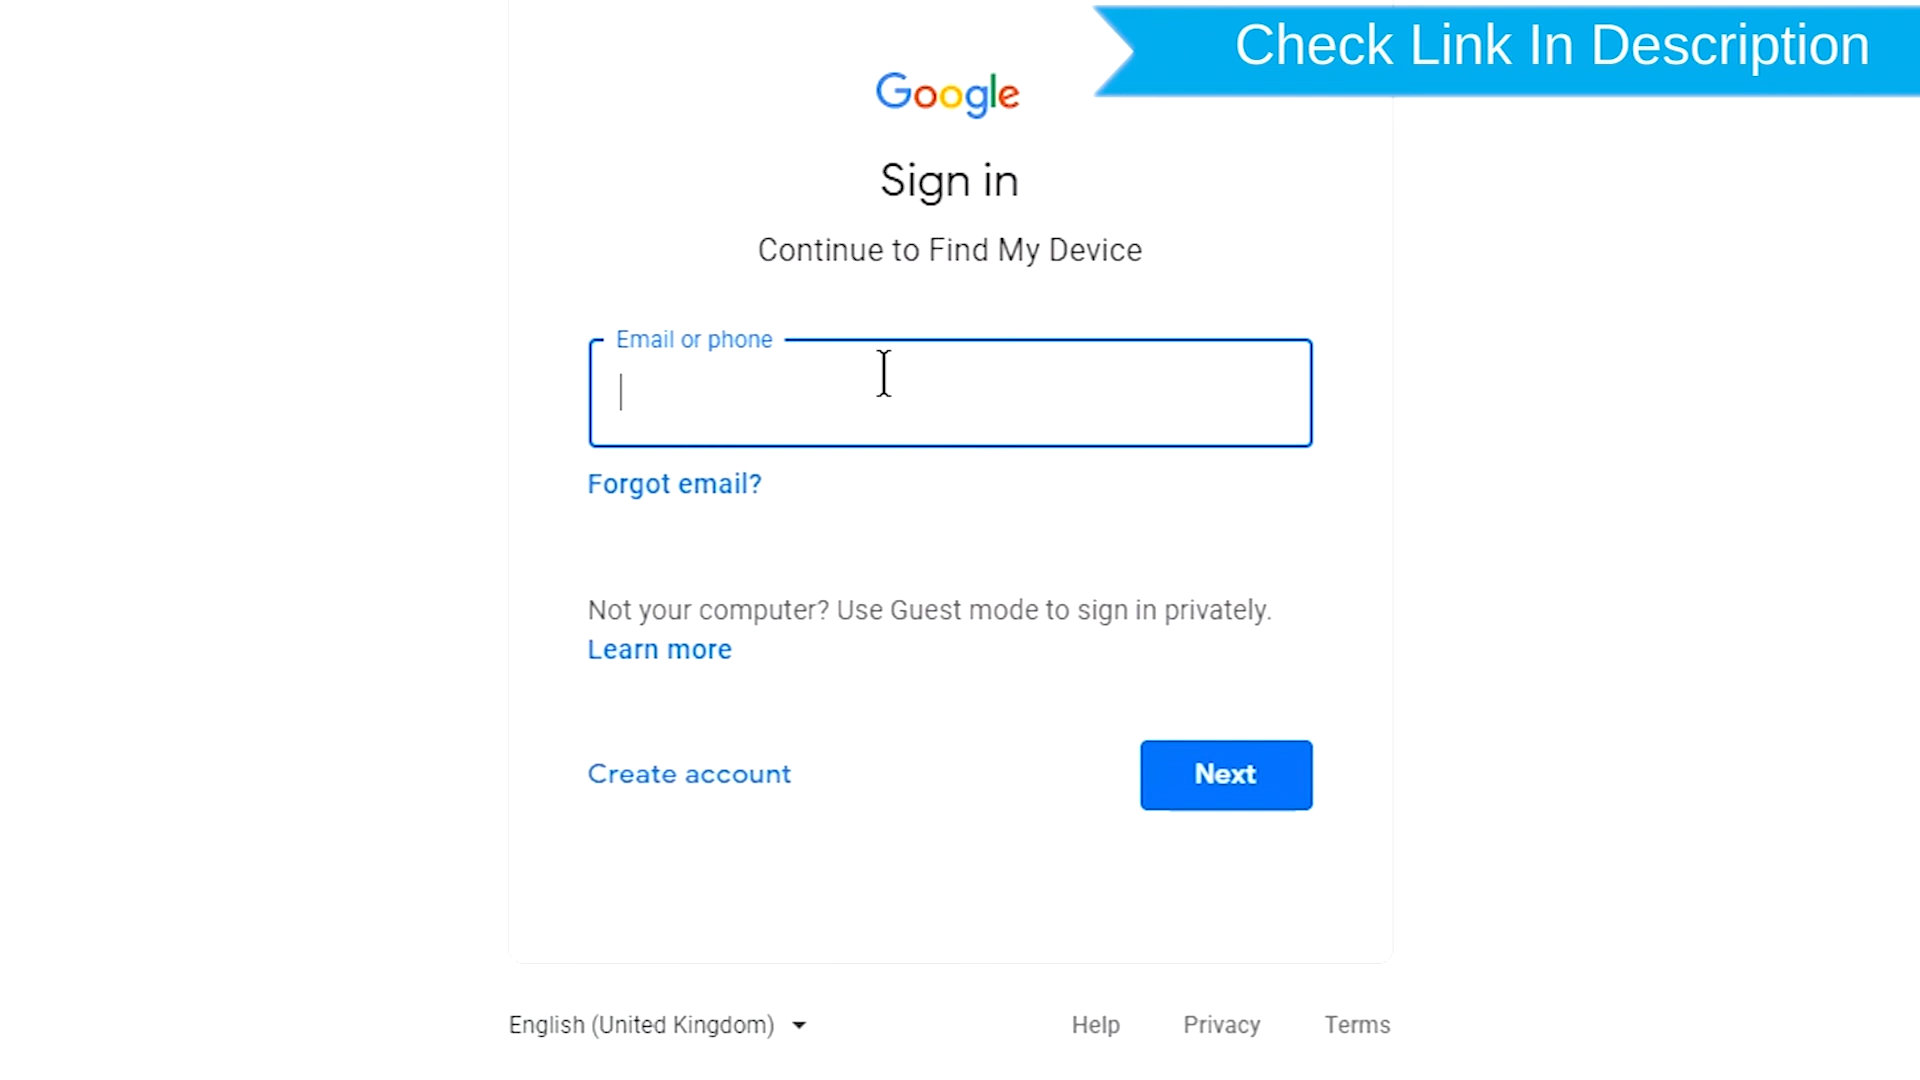 Check Link In Description
Google
Sign in
Continue to Find My Device
Email or phone
Forgot email?
Not your computer? Use Guest mode to sign in privately.
Learn more
Create account
Next
English (United Kingdom)
Help
Privacy
Terms